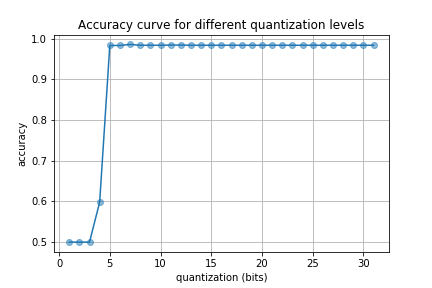 Accuracy curve for different quantization levels
1.0
0.9
0.8
0.7
0.6
0.5
accuracy
0 5 10 15 20 25 30
quantization (bits)